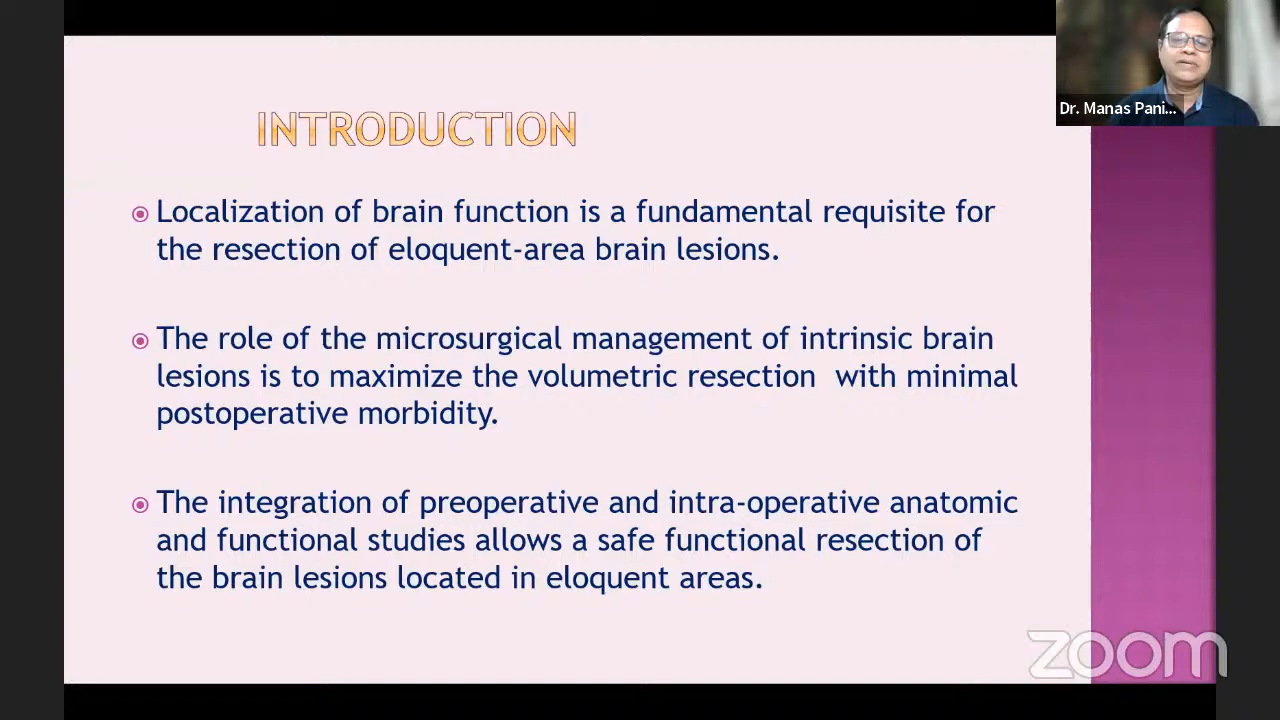 INTRODUCTION
Localization of brain function is a fundamental requisite for
the resection of eloquent-area brain lesions.
The role of the microsurgical management of intrinsic brain
lesions is to maximize the volumetric resection with minimal
postoperative morbidity.
The integration of preoperative and intra-operative anatomic
and functional studies allows a safe functional resection of
the brain lesions located in eloquent areas.
Dr. Manas Pani...
zoom